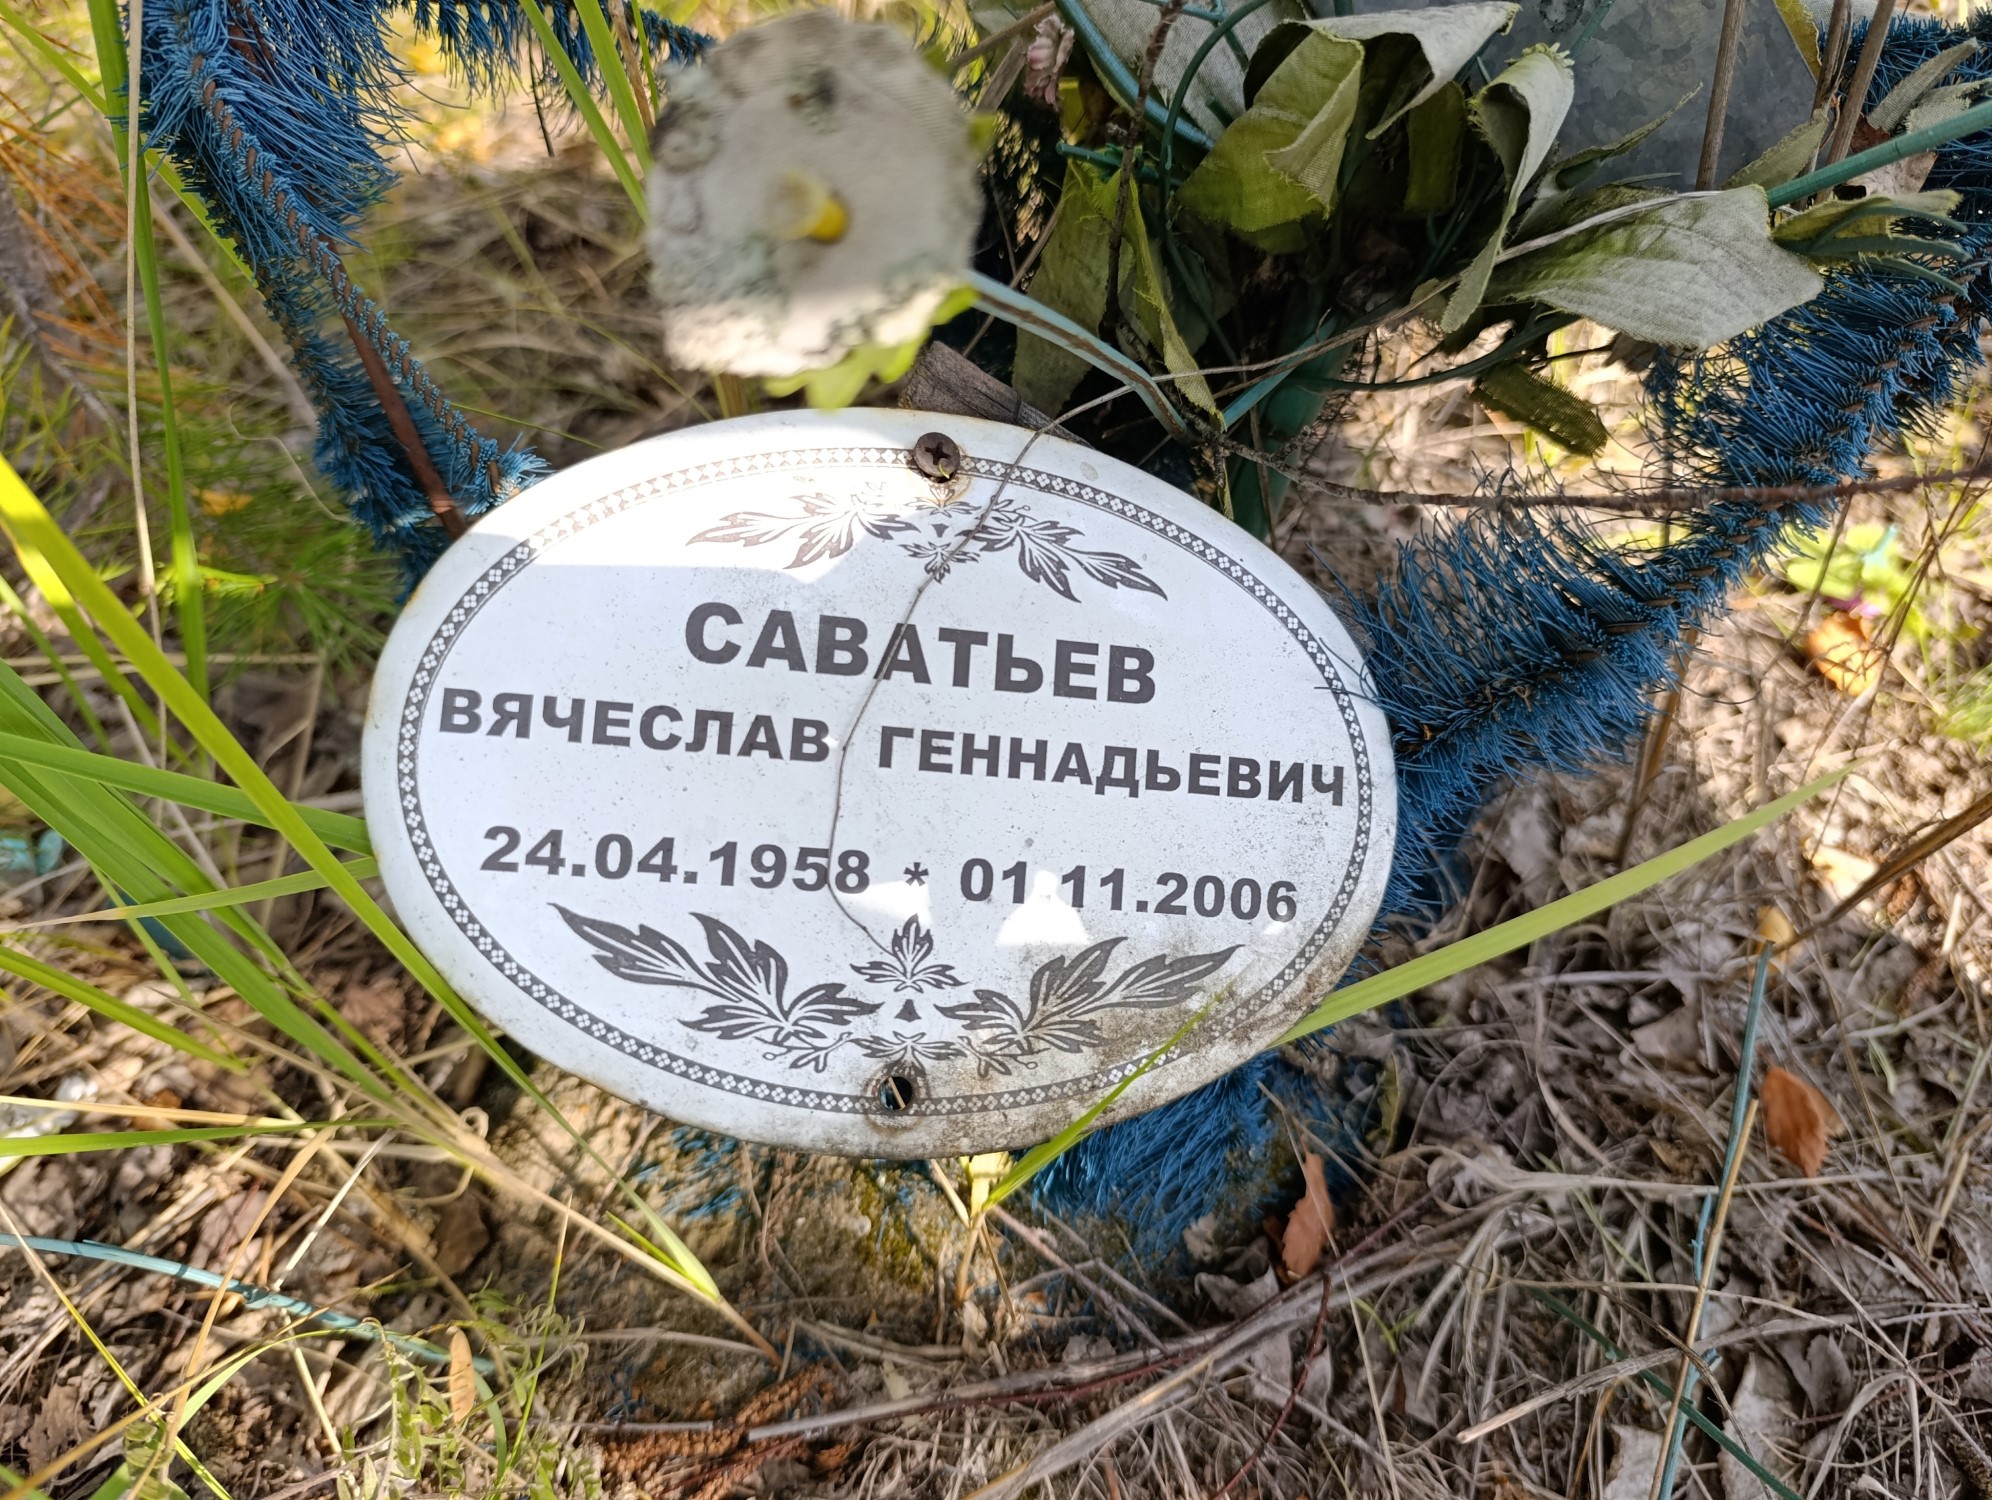 САВАТЬЕВ
ВЯЧЕСЛАВ ГЕННАДЬЕВИЧ
24.04.1958 * 01.11.2006